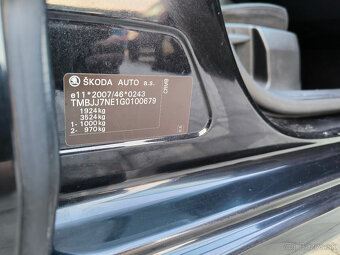 ŠKODA AUTO a.s.
e11*2007/46*0243
TMBJJ7NE1G0100679
1924kg
3524kg
1- 1000kg
2- 970kg